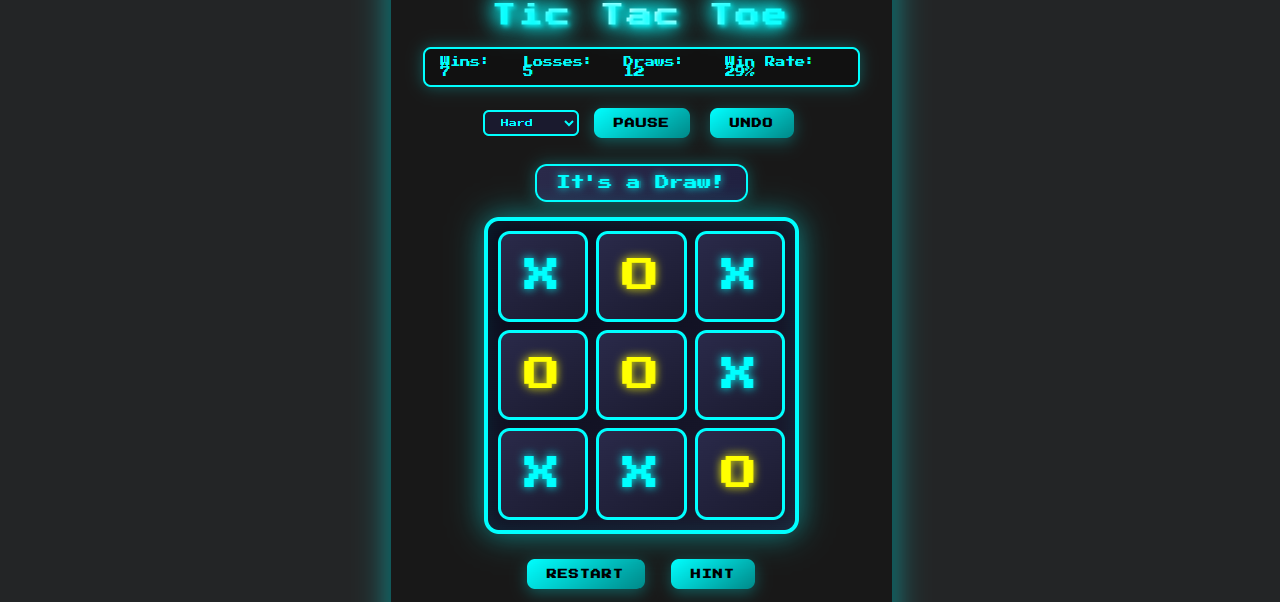 Tic Tac Toe
Wins: Losses: Draws: Win Rate:
7 5 12 29%
Hard PAUSE UNDO
It's a Draw!
X O X
O O X
X X O
RESTART HINT